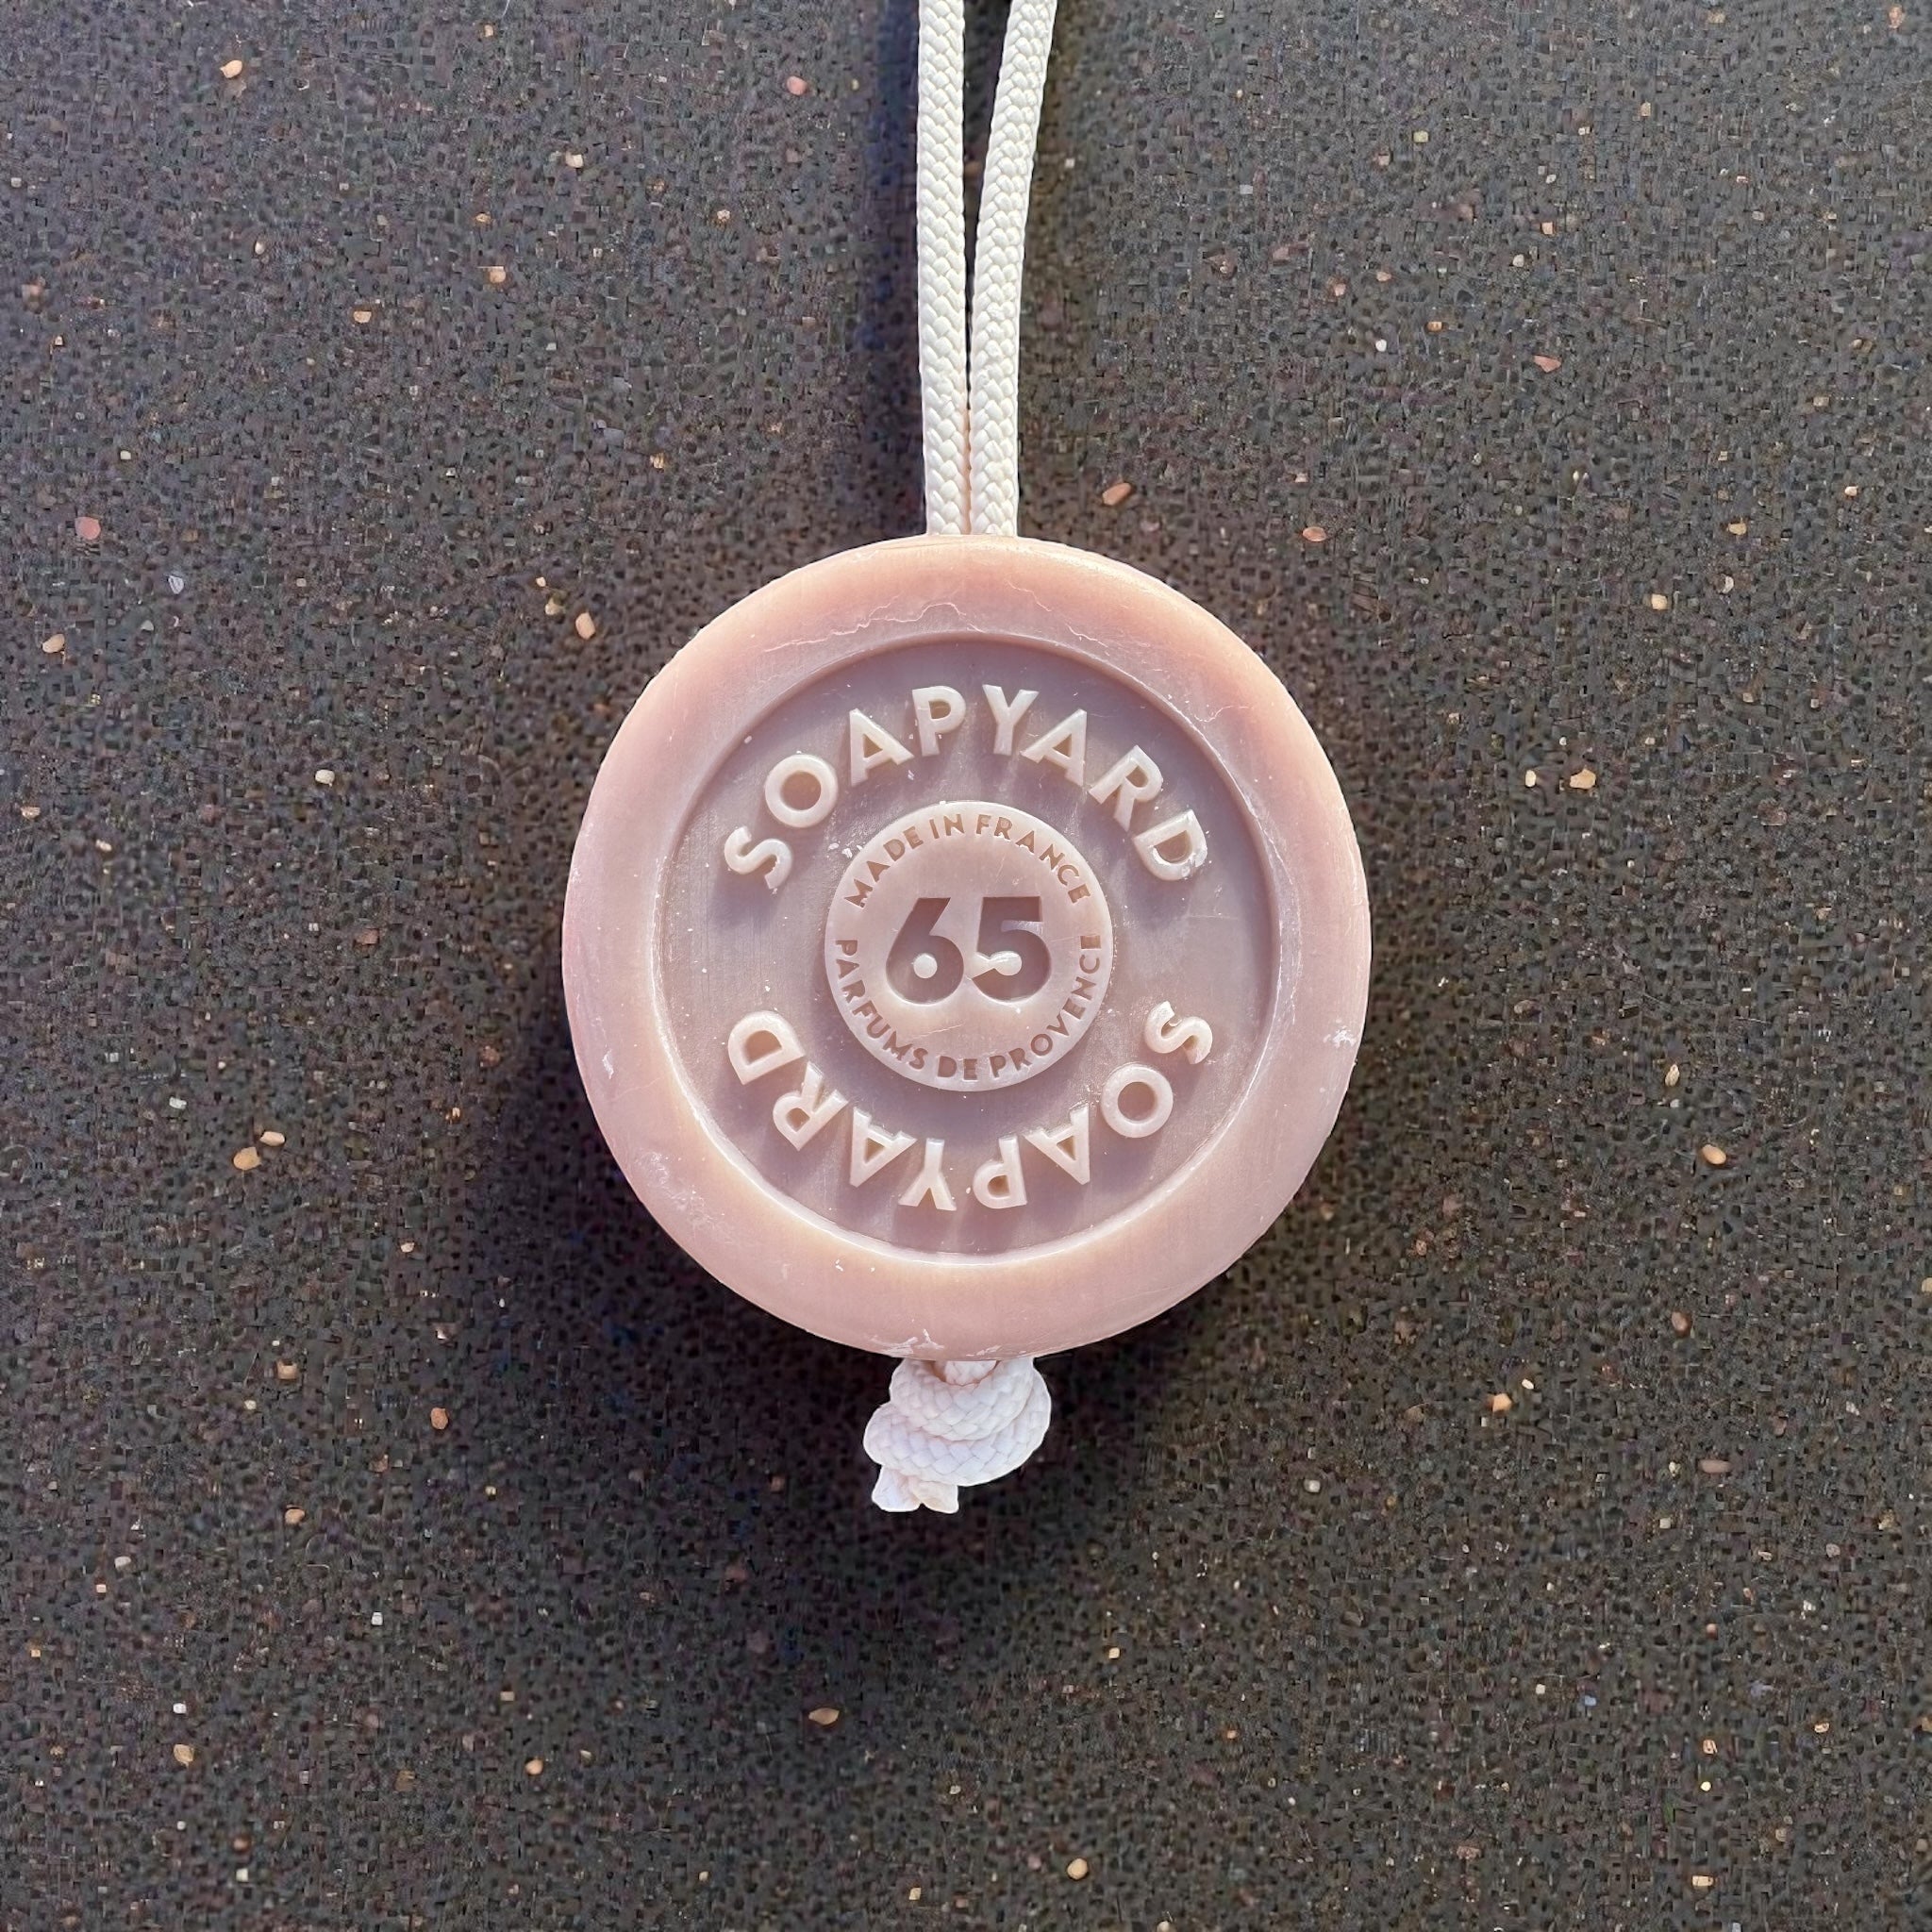 SOAPYARD
MADE IN FRANCE
65
PARFUMS DE PROVENCE
SOAPYARD